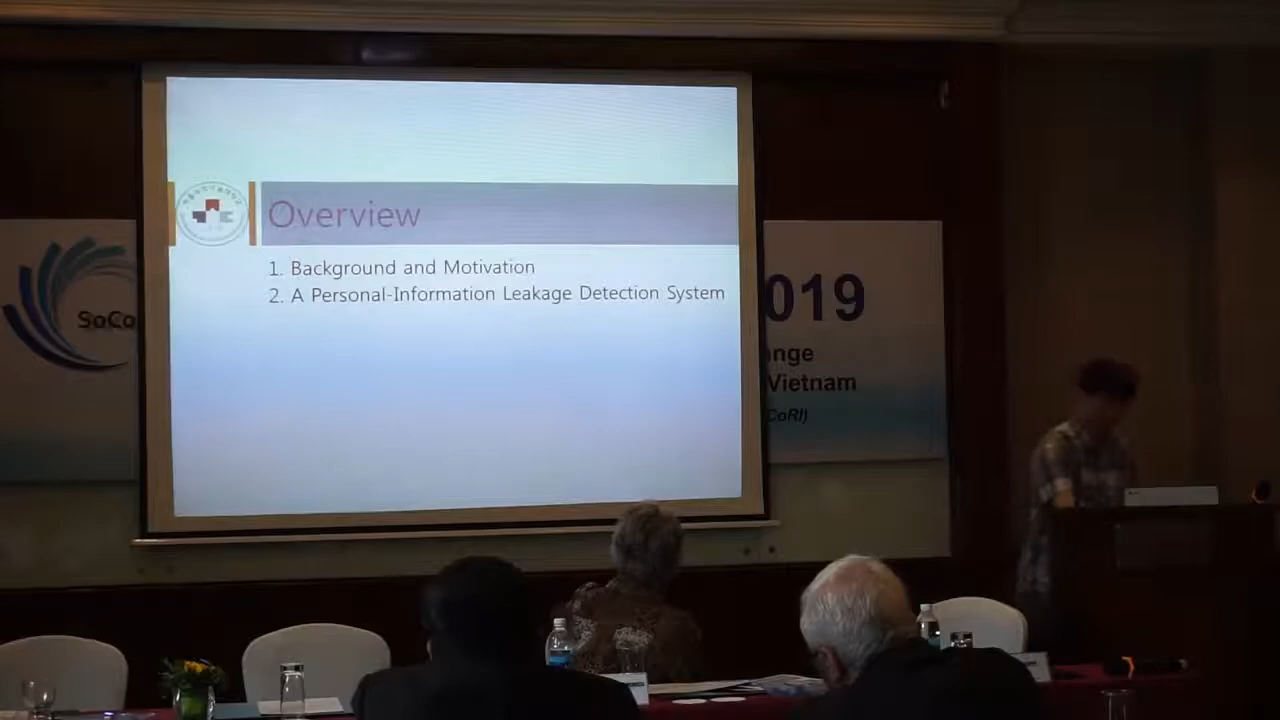 Overview
1. Background and Motivation
2. A Personal-Information Leakage Detection System
SoCo
019
nge
Vietnam
CoRI)